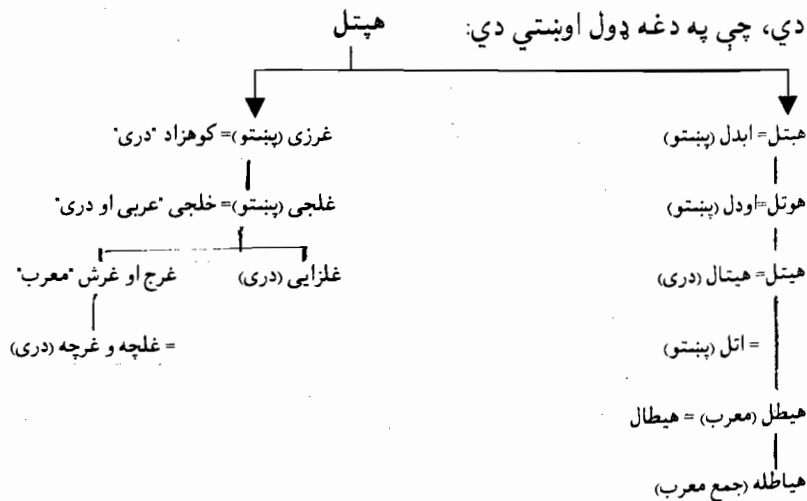 دي، چې په دغه ډول اوښتي دي:
هپتل
هبتل= ابدل (پښتو)
غرزی (پښتو)= کوهزاد "دری"
هوتل=اودل (پښتو)
غلجی (پښتو)= خلجی "عربی او دری"
هیتل= هیتال (دری)
غلزایی (دری)
غرج او غرش "معرب"
= اتل (پښتو)
= غلچه و غرچه (دری)
هیطل (معرب) = هیطال
هیاطله (جمع معرب)